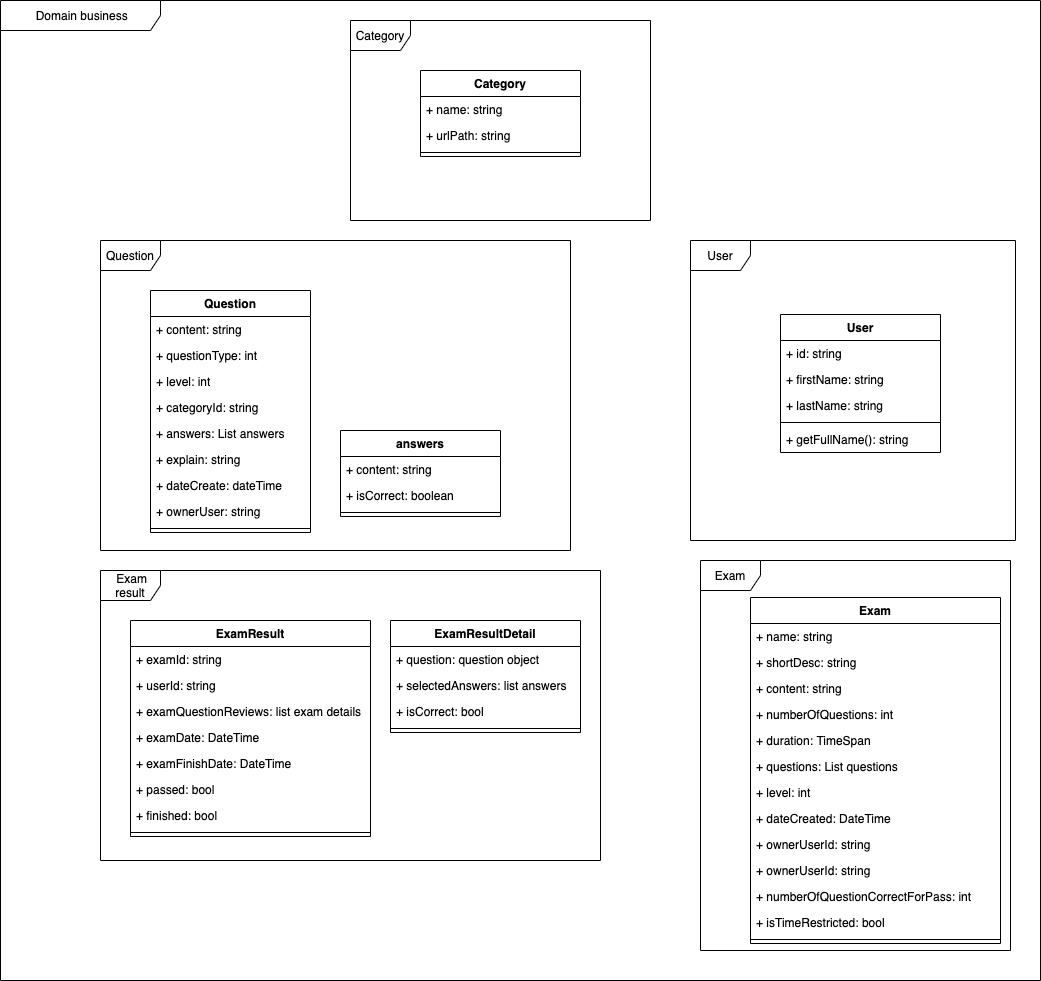 Domain business
Category
Category
+ name: string
+ urlPath: string
Question
Question
+ content: string
+ questionType: int
+ level: int
+ categoryId: string
+ answers: List answers
+ explain: string
+ dateCreate: dateTime
+ ownerUser: string
answers
+ content: string
+ isCorrect: boolean
User
User
+ id: string
+ firstName: string
+ lastName: string
+ getFullName(): string
Exam
result
ExamResult
+ examId: string
+ userId: string
+ examQuestionReviews: list exam details
+ examDate: DateTime
+ examFinishDate: DateTime
+ passed: bool
+ finished: bool
ExamResultDetail
+ question: question object
+ selectedAnswers: list answers
+ isCorrect: bool
Exam
Exam
+ name: string
+ shortDesc: string
+ content: string
+ numberOfQuestions: int
+ duration: TimeSpan
+ questions: List questions
+ level: int
+ dateCreated: DateTime
+ ownerUserId: string
+ ownerUserId: string
+ numberOfQuestionCorrectForPass: int
+ isTimeRestricted: bool